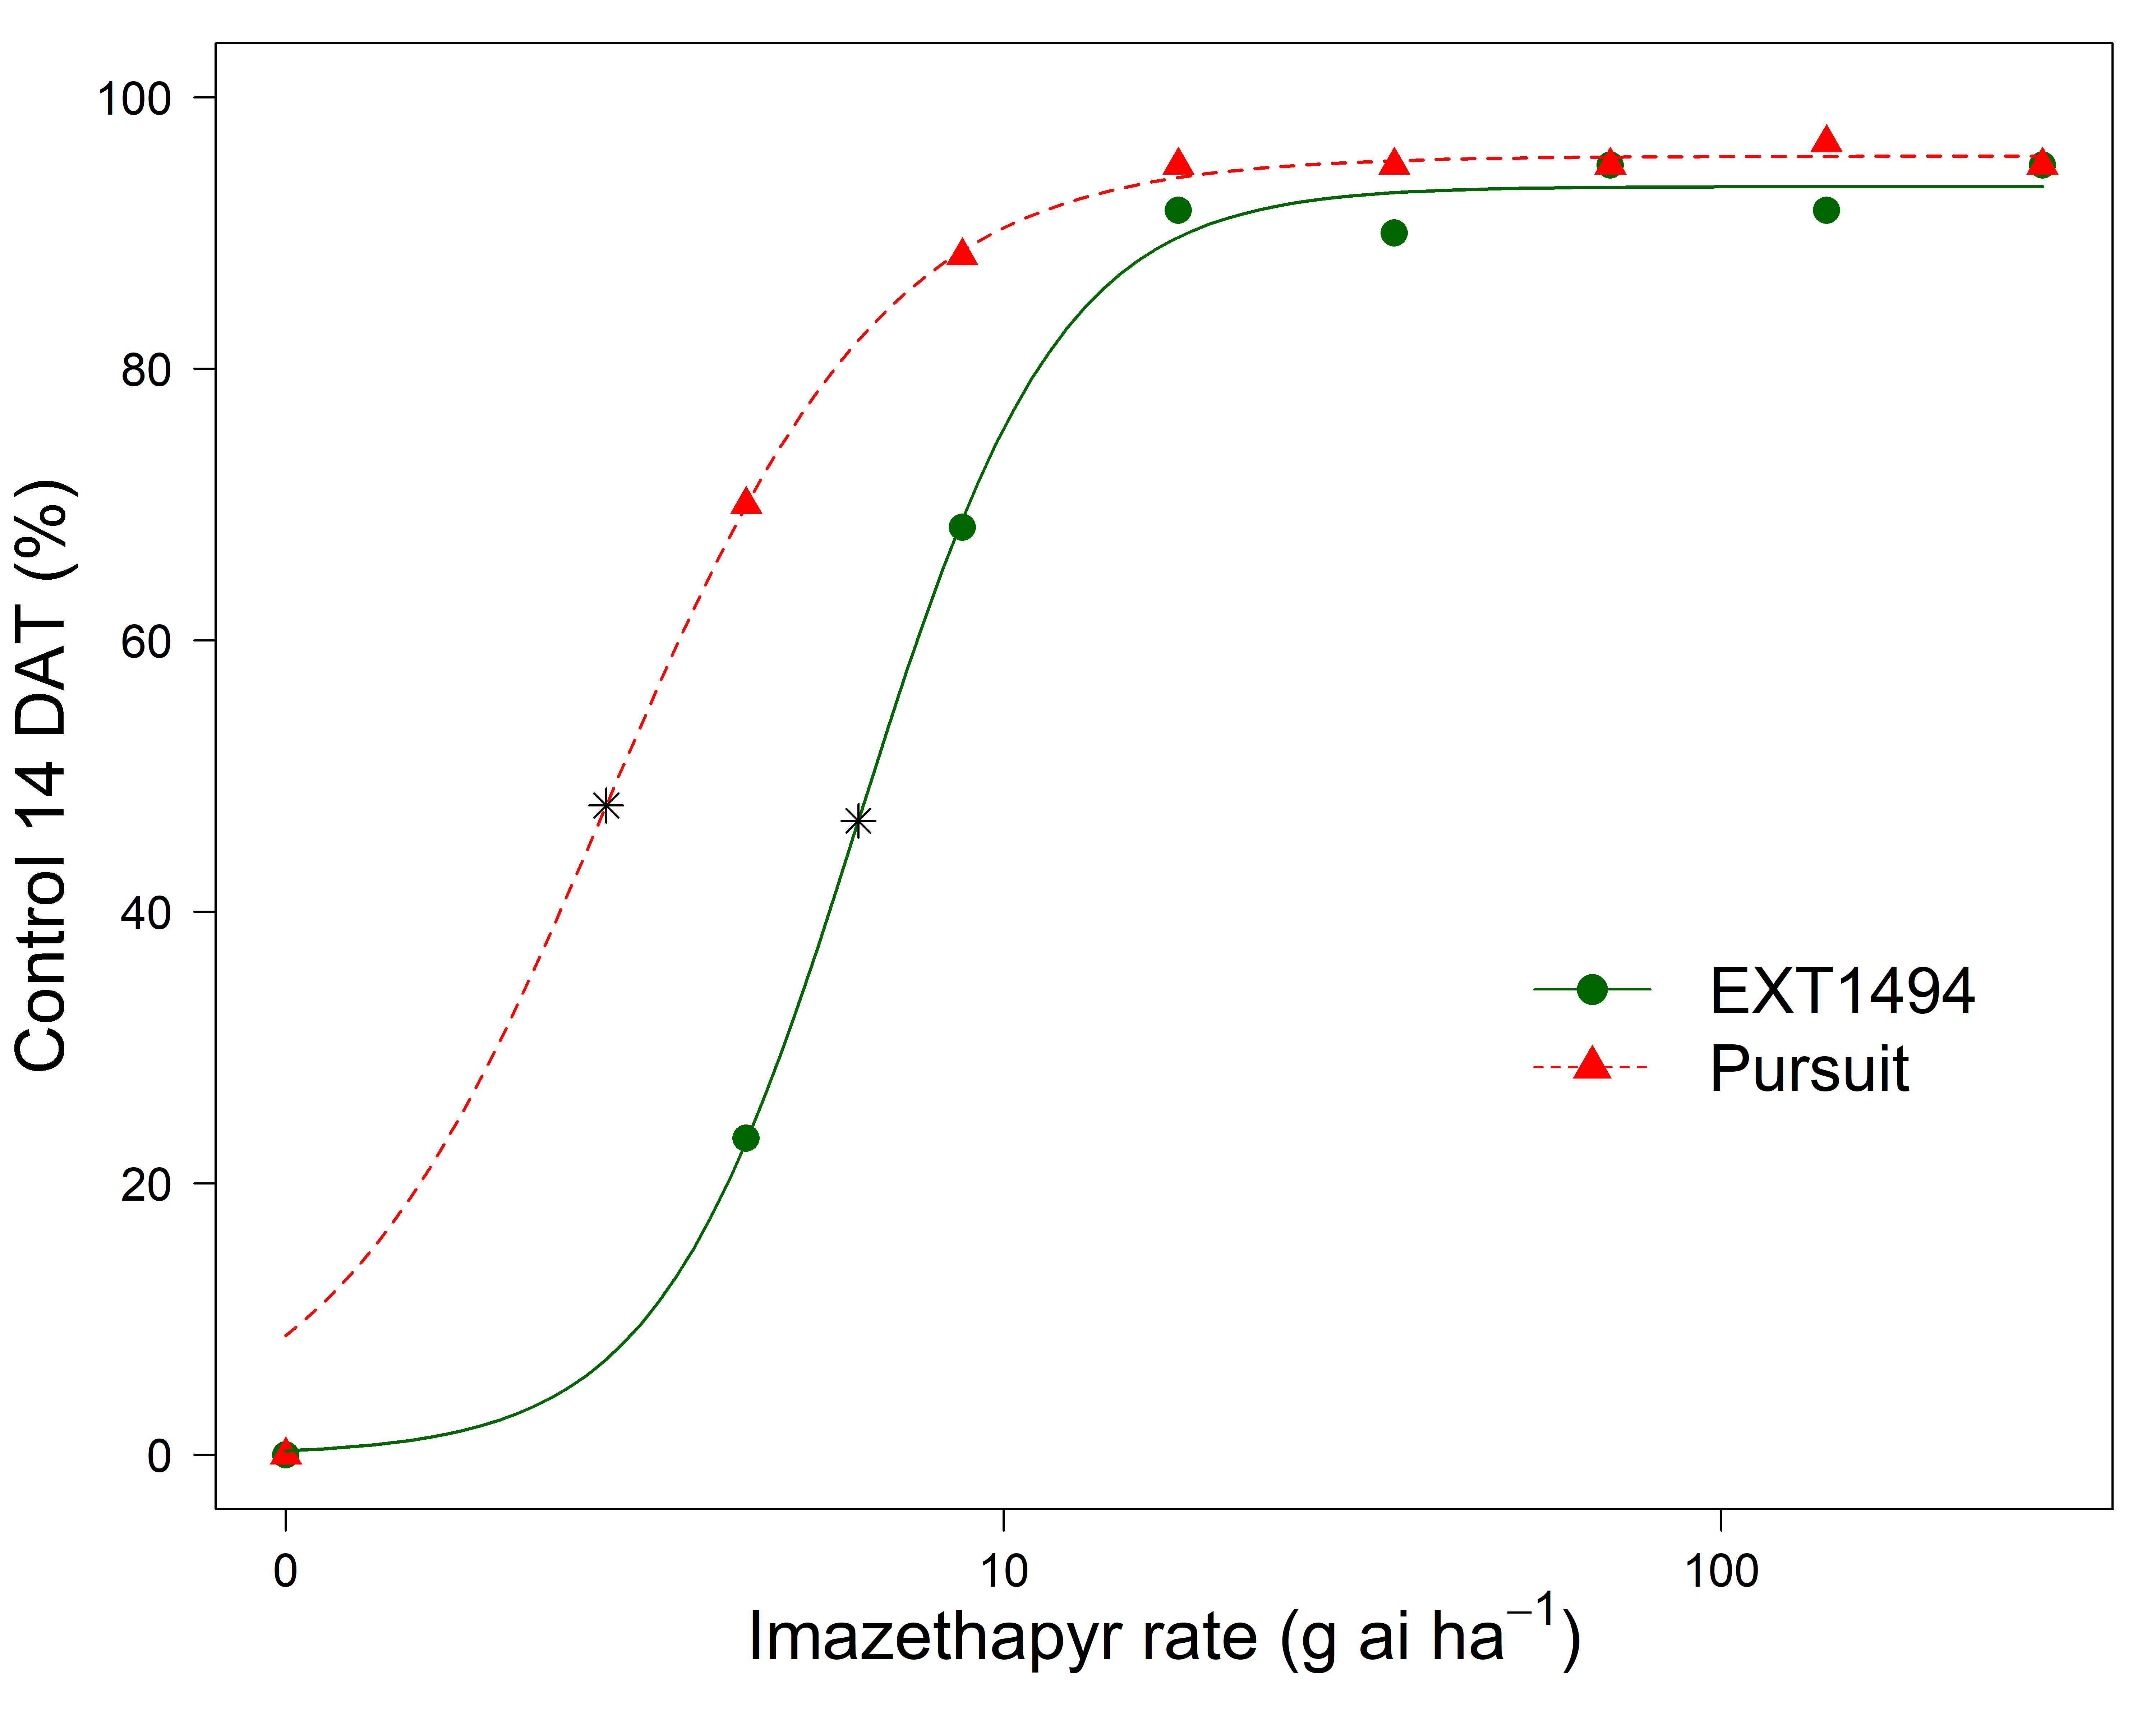 100
80
60
40
20
0
Control 14 DAT (%)
EXT1494
Pursuit
0 10 100
Imazethapyr rate (g ai ha⁻¹)